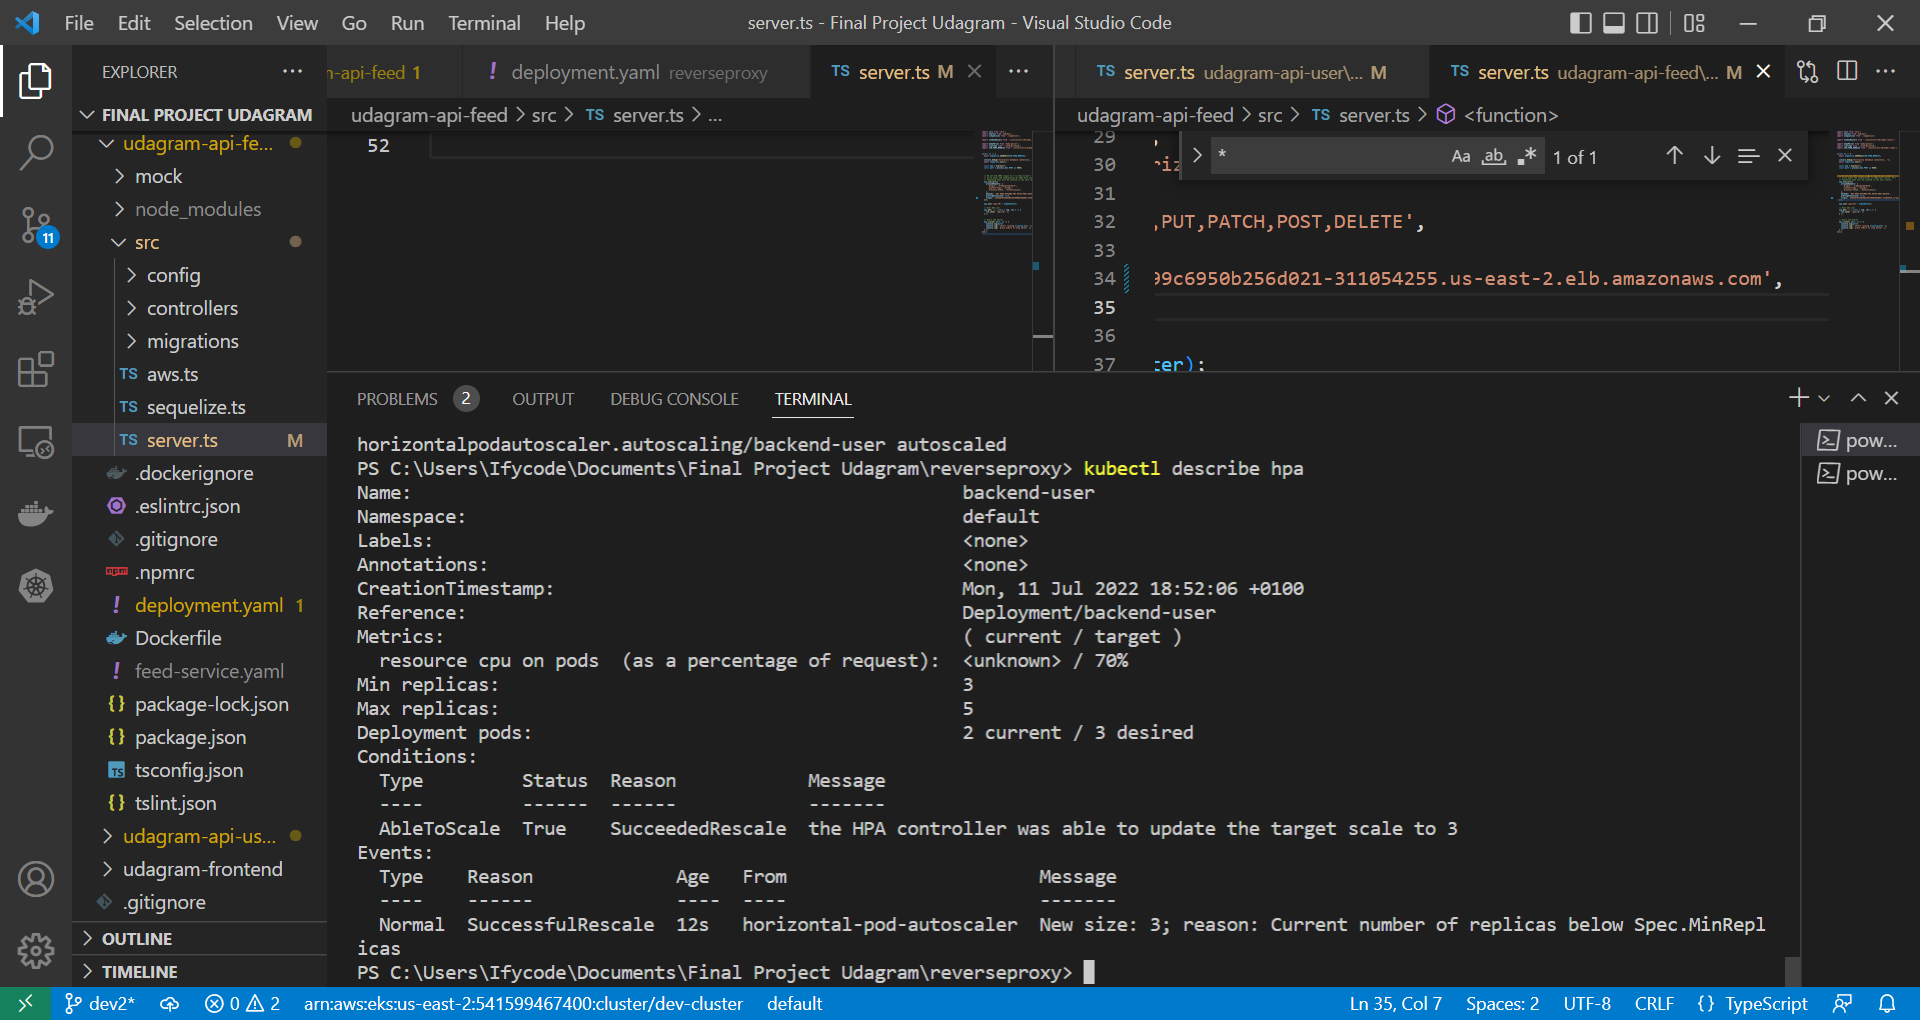 File Edit Selection View Go Run Terminal Help
server.ts - Final Project Udagram - Visual Studio Code
EXPLORER
FINAL PROJECT UDAGRAM
udagram-api-fe...
mock
node_modules
src
config
controllers
migrations
TS aws.ts
TS sequelize.ts
TS server.ts M
.dockerignore
.eslintrc.json
.gitignore
npm .npmrc
! deployment.yaml 1
Dockerfile
! feed-service.yaml
{} package-lock.json
{} package.json
TS tsconfig.json
{} tslint.json
udagram-api-us...
udagram-frontend
.gitignore
OUTLINE
TIMELINE
11
n-api-feed 1
! deployment.yaml reverseproxy
TS server.ts M
udagram-api-feed > src > TS server.ts > ...
52
TS server.ts udagram-api-user\... M
TS server.ts udagram-api-feed\... M
udagram-api-feed > src > TS server.ts > <function>
* Aa ab .* 1 of 1
29 ,
30 riz
31
32 ,PUT,PATCH,POST,DELETE',
33
34 99c6950b256d021-311054255.us-east-2.elb.amazonaws.com',
35
36
37 ter);
PROBLEMS 2 OUTPUT DEBUG CONSOLE TERMINAL
pow...
pow...
horizontalpodautoscaler.autoscaling/backend-user autoscaled
PS C:\Users\Ifycode\Documents\Final Project Udagram\reverseproxy> kubectl describe hpa
Name: backend-user
Namespace: default
Labels: <none>
Annotations: <none>
CreationTimestamp: Mon, 11 Jul 2022 18:52:06 +0100
Reference: Deployment/backend-user
Metrics: ( current / target )
resource cpu on pods (as a percentage of request): <unknown> / 70%
Min replicas: 3
Max replicas: 5
Deployment pods: 2 current / 3 desired
Conditions:
Type Status Reason Message
---- ------ ------ -------
AbleToScale True SucceededRescale the HPA controller was able to update the target scale to 3
Events:
Type Reason Age From Message
---- ------ ---- ---- -------
Normal SuccessfulRescale 12s horizontal-pod-autoscaler New size: 3; reason: Current number of replicas below Spec.MinRepl
icas
PS C:\Users\Ifycode\Documents\Final Project Udagram\reverseproxy>
dev2* 0 2 arn:aws:eks:us-east-2:541599467400:cluster/dev-cluster default
Ln 35, Col 7 Spaces: 2 UTF-8 CRLF {} TypeScript